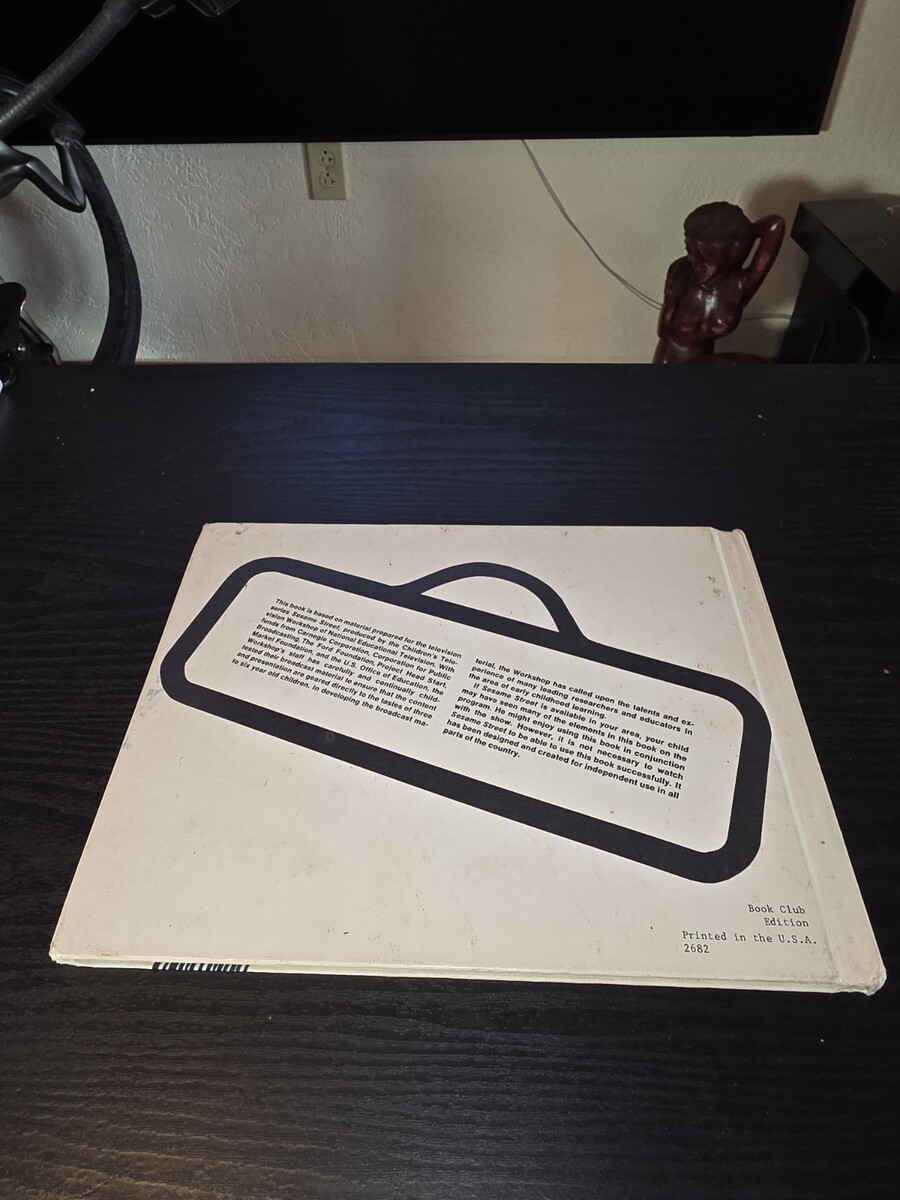 This book is based on material prepared for the television
series Sesame Street, produced by the Children's Tele-
vision Workshop of National Educational Television. With
funds from Carnegie Corporation, Corporation for Public
Broadcasting, The Ford Foundation, Project Head Start,
Markel Foundation, and the U.S. Office of Education, the
Workshop's staff has carefully and continually child-
tested their broadcast material to ensure that the content
and presentation are geared directly to the tastes of three
to six year old children. In developing the broadcast ma-
terial, the Workshop has called upon the talents and ex-
perience of many leading researchers and educators in
the area of early childhood learning.
If Sesame Street is available in your area, your child
may have seen many of the elements in this book on the
program. He might enjoy using this book in conjunction
with the show. However, it is not necessary to watch
Sesame Street to be able to use this book successfully. It
has been designed and created for independent use in all
parts of the country.
Book Club
Edition
Printed in the U.S.A.
2682